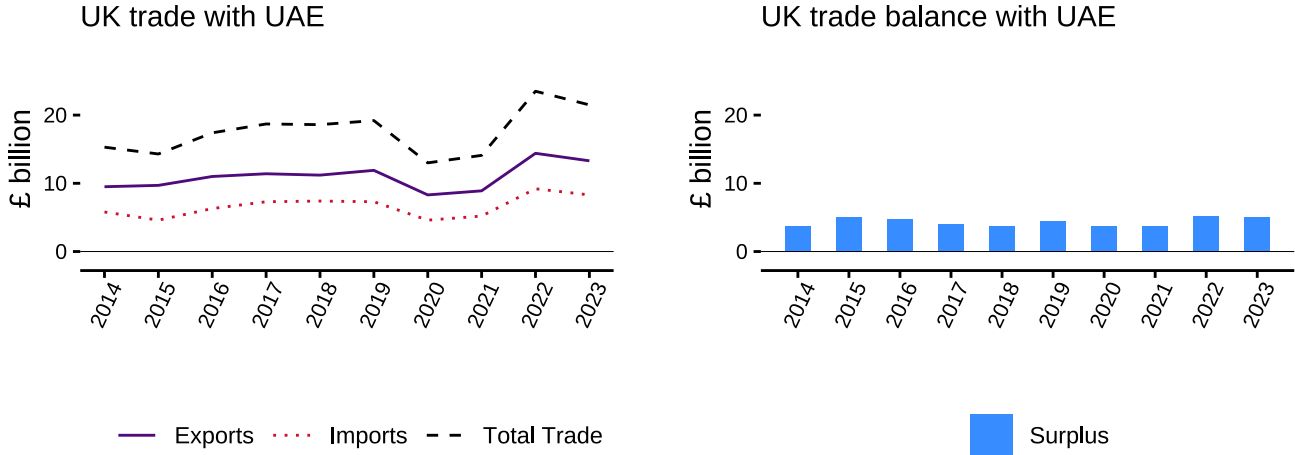 UK trade with UAE
£ billion
20
10
0
2014 2015 2016 2017 2018 2019 2020 2021 2022 2023
Exports Imports Total Trade
UK trade balance with UAE
£ billion
20
10
0
2014 2015 2016 2017 2018 2019 2020 2021 2022 2023
Surplus